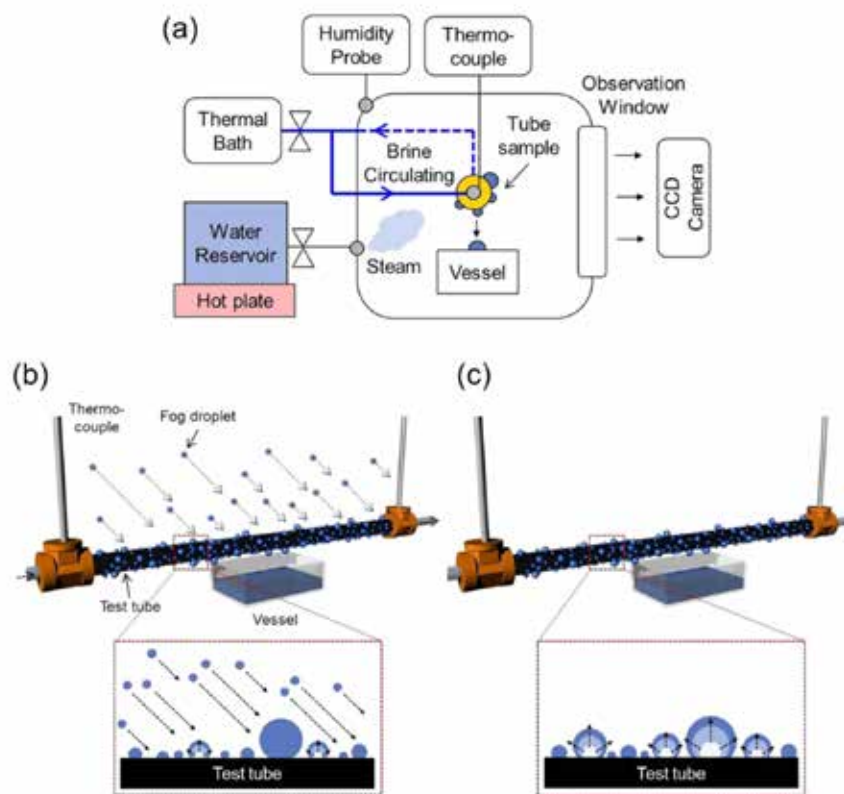 (a)
Humidity
Probe
Thermo-
couple
Observation
Window
Thermal
Bath
Brine
Circulating
Tube
sample
CCD
Camera
Water
Reservoir
Steam
Vessel
Hot plate
(b)
Thermo-
couple
Fog droplet
Test tube
Vessel
Test tube
(c)
Test tube